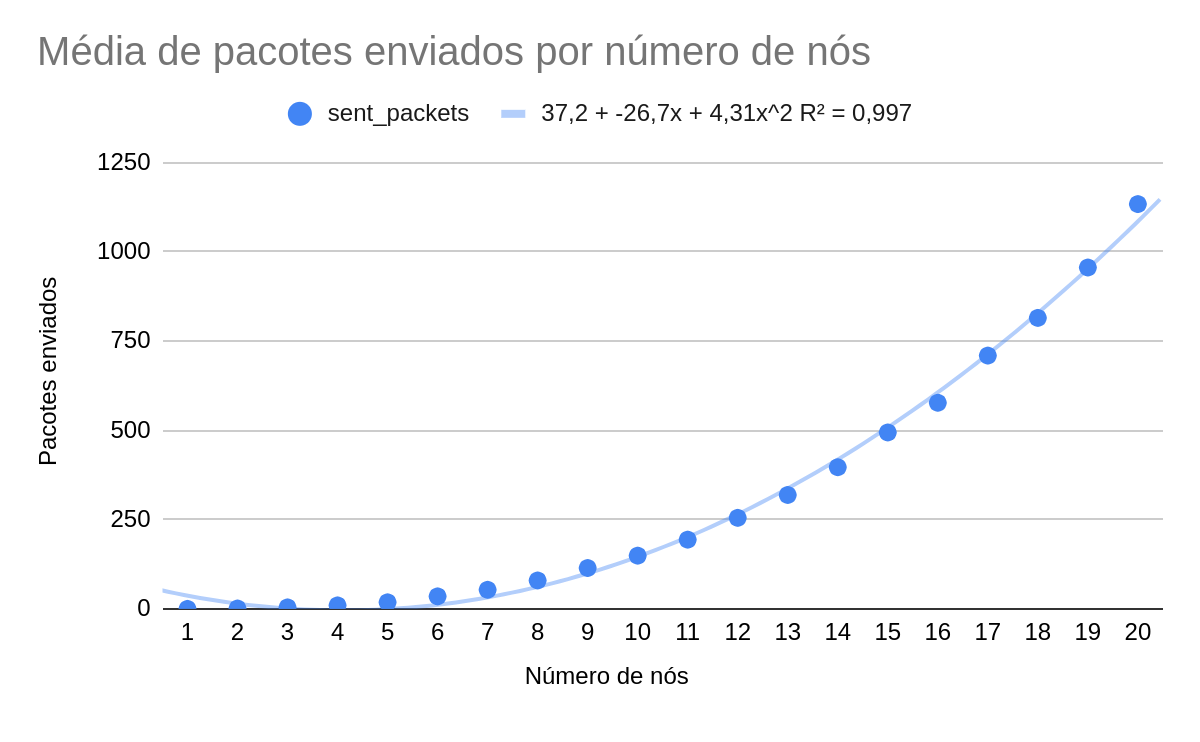 Média de pacotes enviados por número de nós
sent_packets 37,2 + -26,7x + 4,31x^2 R² = 0,997
1250
1000
750
500
250
0
Pacotes enviados
1 2 3 4 5 6 7 8 9 10 11 12 13 14 15 16 17 18 19 20
Número de nós